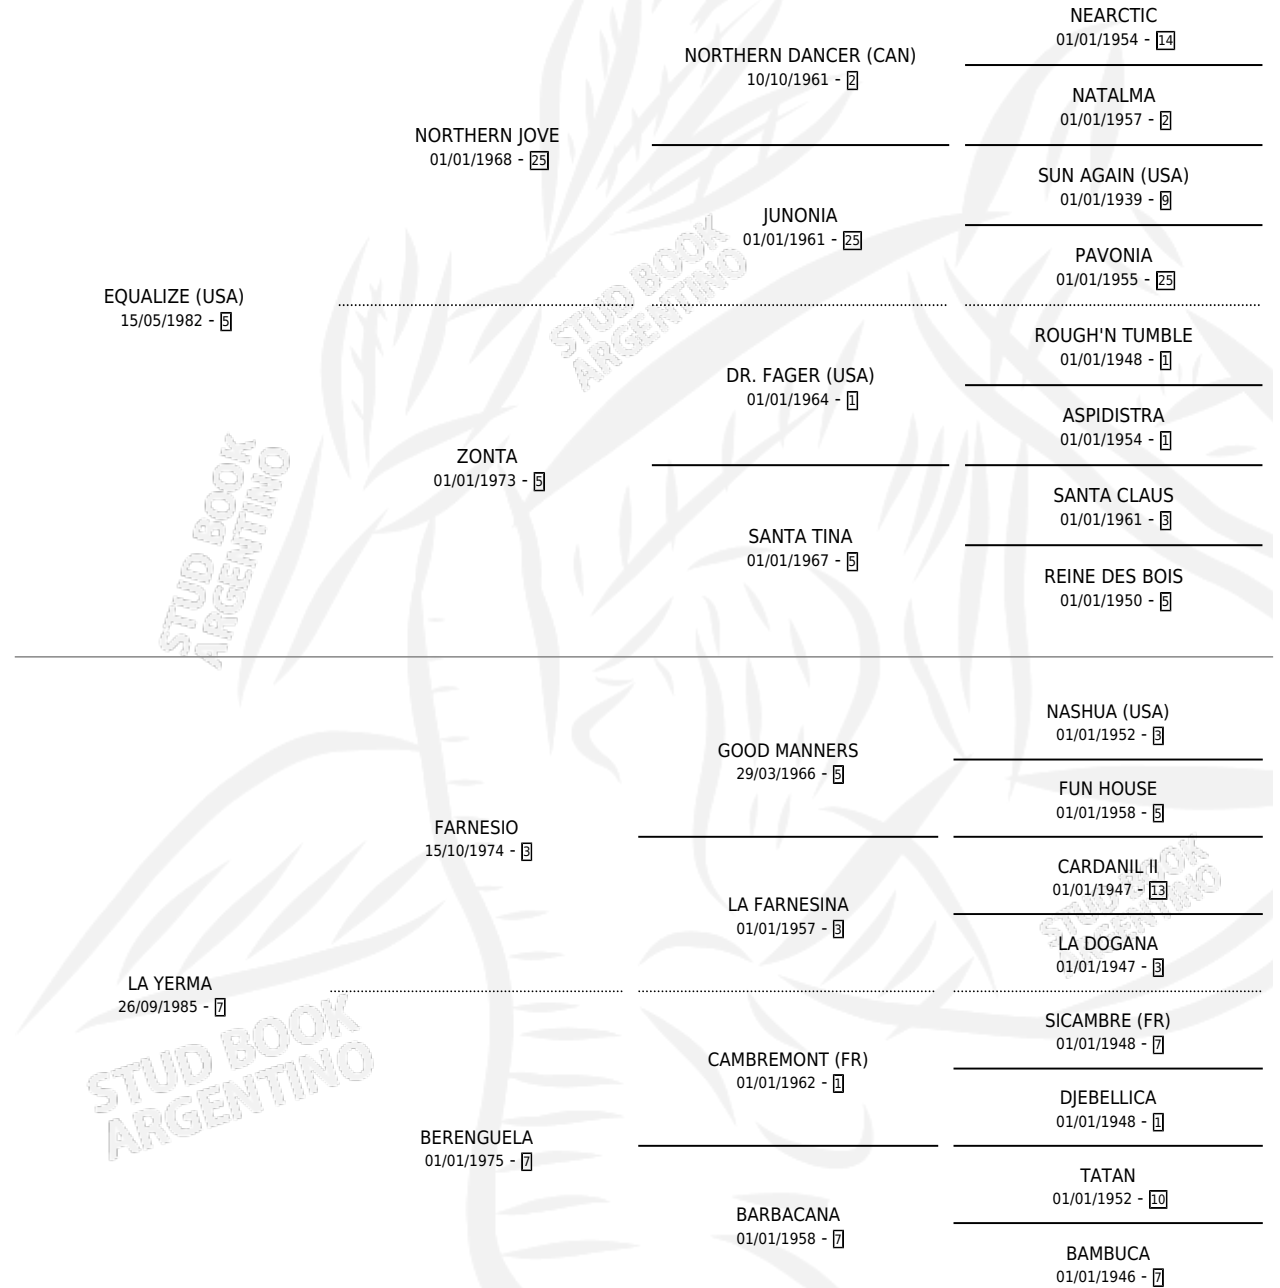 NEARCTIC
01/01/1954 - 14
NORTHERN DANCER (CAN)
10/10/1961 - 2
NATALMA
01/01/1957 - 2
NORTHERN JOVE
01/01/1968 - 25
SUN AGAIN (USA)
01/01/1939 - 9
JUNONIA
01/01/1961 - 25
PAVONIA
01/01/1955 - 25
EQUALIZE (USA)
15/05/1982 - 5
STUD BOOK
ARGENTINO
ROUGH'N TUMBLE
01/01/1948 - 1
DR. FAGER (USA)
01/01/1964 - 1
ASPIDISTRA
01/01/1954 - 1
ZONTA
01/01/1973 - 5
SANTA CLAUS
01/01/1961 - 3
SANTA TINA
01/01/1967 - 5
REINE DES BOIS
01/01/1950 - 5
STUD BOOK
ARGENTINO
NASHUA (USA)
01/01/1952 - 3
GOOD MANNERS
29/03/1966 - 5
FUN HOUSE
01/01/1958 - 5
FARNESIO
15/10/1974 - 3
CARDANIL II
01/01/1947 - 13
LA FARNESINA
01/01/1957 - 3
LA DOGANA
01/01/1947 - 3
STUD BOOK
ARGENTINO
LA YERMA
26/09/1985 - 7
SICAMBRE (FR)
01/01/1948 - 7
CAMBREMONT (FR)
01/01/1962 - 1
DJEBELLICA
01/01/1948 - 1
STUD BOOK
ARGENTINO
BERENGUELA
01/01/1975 - 7
TATAN
01/01/1952 - 10
BARBACANA
01/01/1958 - 7
BAMBUCA
01/01/1946 - 7